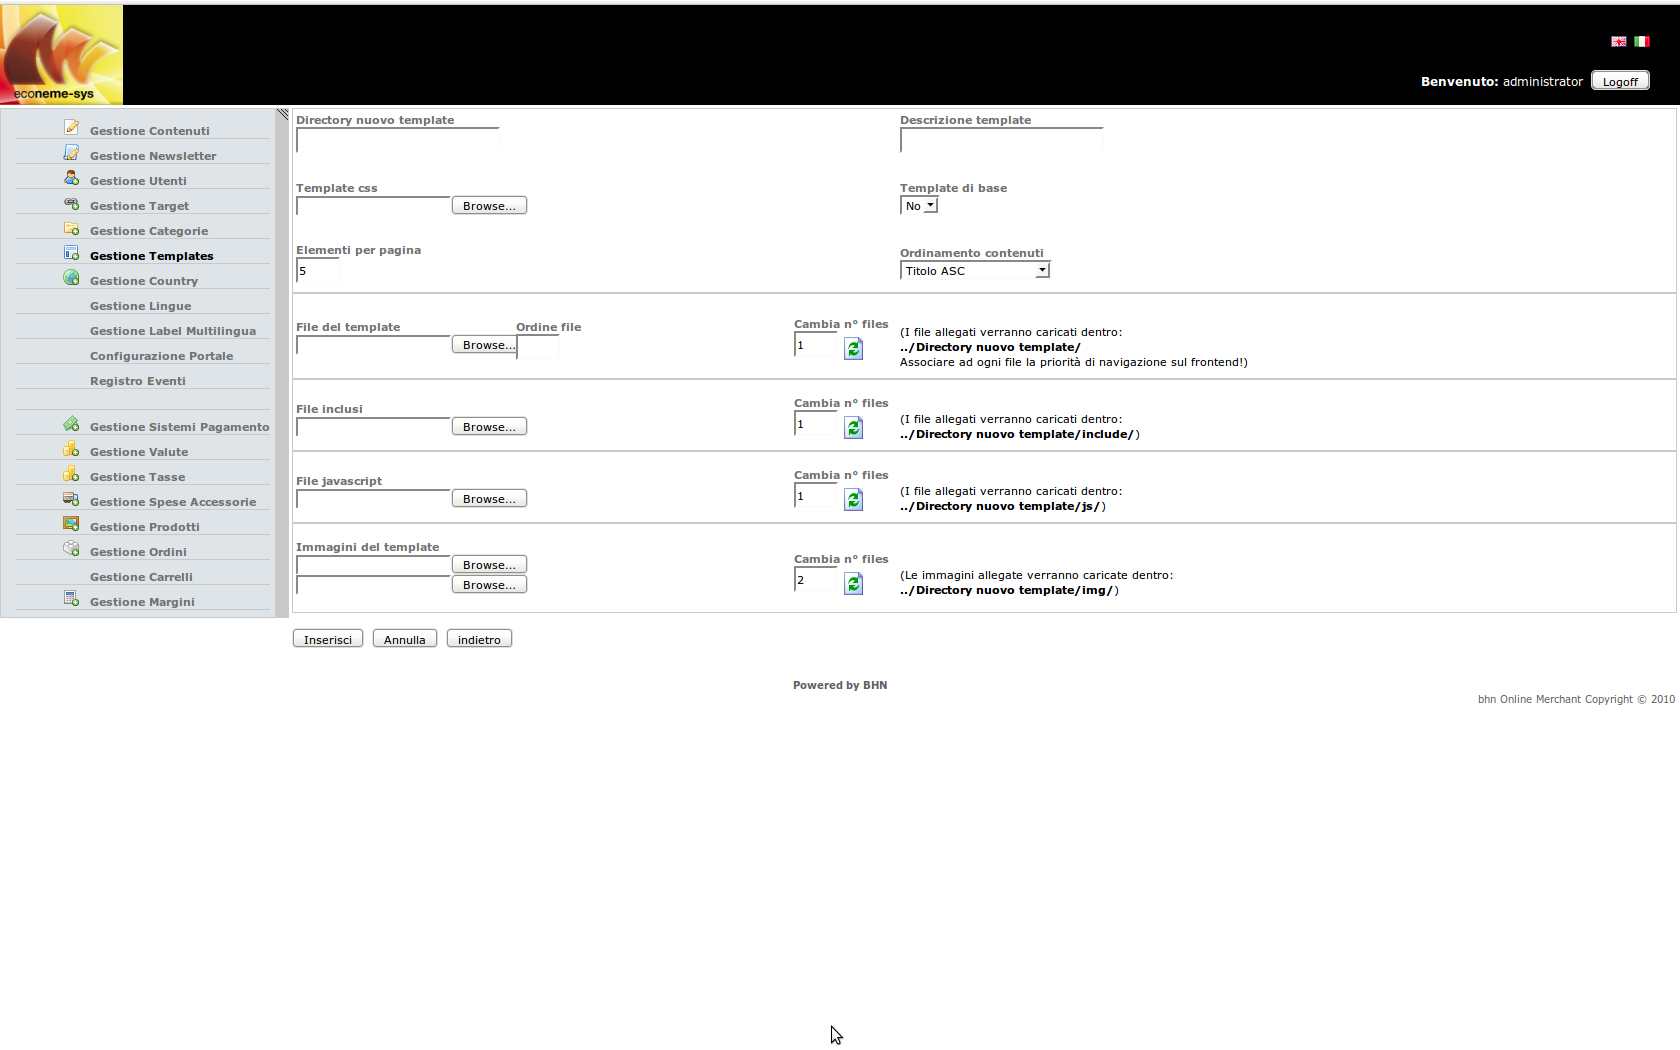 econeme-sys
Benvenuto: administrator Logoff
Gestione Contenuti
Gestione Newsletter
Gestione Utenti
Gestione Target
Gestione Categorie
Gestione Templates
Gestione Country
Gestione Lingue
Gestione Label Multilingua
Configurazione Portale
Registro Eventi
Gestione Sistemi Pagamento
Gestione Valute
Gestione Tasse
Gestione Spese Accessorie
Gestione Prodotti
Gestione Ordini
Gestione Carrelli
Gestione Margini
Directory nuovo template
Descrizione template
Template css
Browse...
Template di base
No
Elementi per pagina
5
Ordinamento contenuti
Titolo ASC
File del template
Browse...
Ordine file
Cambia n° files
1
(I file allegati verranno caricati dentro:
../Directory nuovo template/
Associare ad ogni file la priorità di navigazione sul frontend!)
File inclusi
Browse...
Cambia n° files
1
(I file allegati verranno caricati dentro:
../Directory nuovo template/include/)
File javascript
Browse...
Cambia n° files
1
(I file allegati verranno caricati dentro:
../Directory nuovo template/js/)
Immagini del template
Browse...
Browse...
Cambia n° files
2
(Le immagini allegate verranno caricate dentro:
../Directory nuovo template/img/)
Inserisci Annulla indietro
Powered by BHN
bhn Online Merchant Copyright © 2010